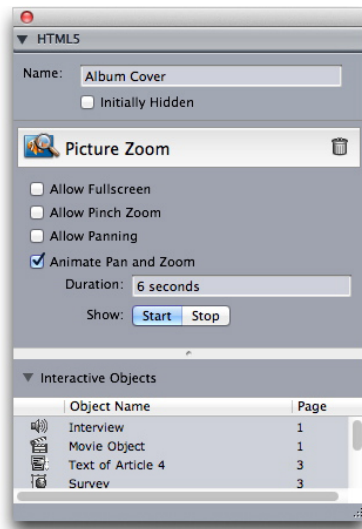 HTML5
Name: Album Cover
Initially Hidden
Picture Zoom
Allow Fullscreen
Allow Pinch Zoom
Allow Panning
Animate Pan and Zoom
Duration: 6 seconds
Show: Start Stop
Interactive Objects
Object Name Page
Interview 1
Movie Object 1
Text of Article 4 3
Survey 3